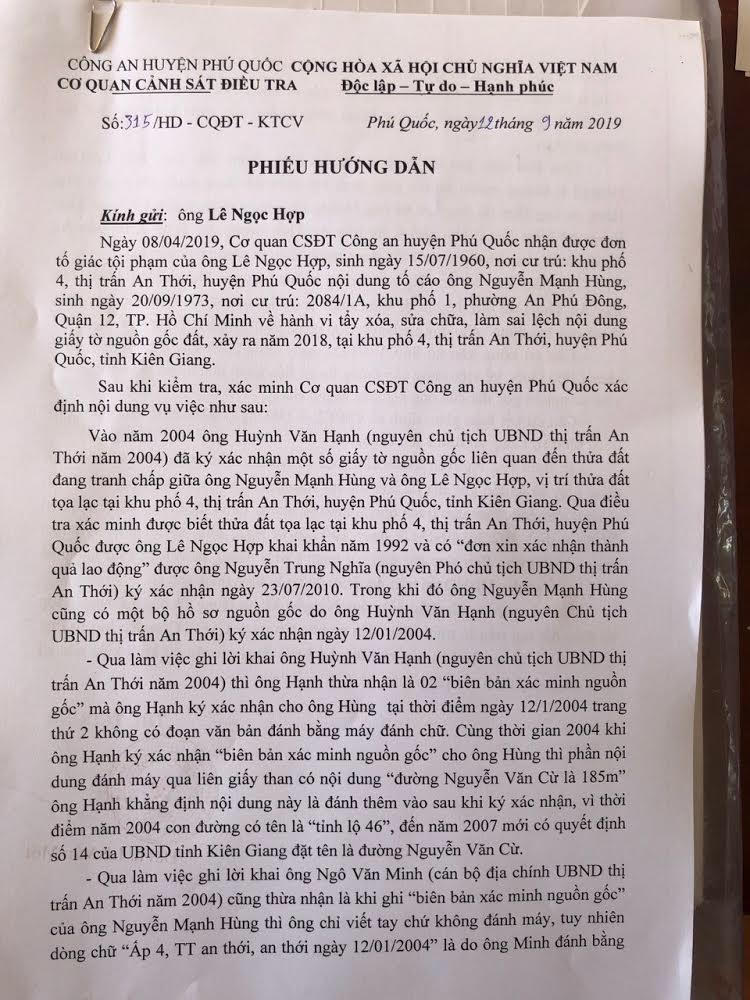 CÔNG AN HUYỆN PHÚ QUỐC
CƠ QUAN CẢNH SÁT ĐIỀU TRA
CỘNG HÒA XÃ HỘI CHỦ NGHĨA VIỆT NAM
Độc lập – Tự do – Hạnh phúc
Số:315/HD - CQĐT - KTCV
Phú Quốc, ngày12tháng 9 năm 2019
PHIẾU HƯỚNG DẪN
Kính gửi: ông Lê Ngọc Hợp
Ngày 08/04/2019, Cơ quan CSĐT Công an huyện Phú Quốc nhận được đơn
tố giác tội phạm của ông Lê Ngọc Hợp, sinh ngày 15/07/1960, nơi cư trú: khu phố
4, thị trấn An Thới, huyện Phú Quốc nội dung tố cáo ông Nguyễn Mạnh Hùng,
sinh ngày 20/09/1973, nơi cư trú: 2084/1A, khu phố 1, phường An Phú Đông,
Quận 12, TP. Hồ Chí Minh về hành vi tẩy xóa, sửa chữa, làm sai lệch nội dung
giấy tờ nguồn gốc đất, xảy ra năm 2018, tại khu phố 4, thị trấn An Thới, huyện Phú
Quốc, tỉnh Kiên Giang.
Sau khi kiểm tra, xác minh Cơ quan CSĐT Công an huyện Phú Quốc xác
định nội dung vụ việc như sau:
Vào năm 2004 ông Huỳnh Văn Hạnh (nguyên chủ tịch UBND thị trấn An
Thới năm 2004) đã ký xác nhận một số giấy tờ nguồn gốc liên quan đến thửa đất
đang tranh chấp giữa ông Nguyễn Mạnh Hùng và ông Lê Ngọc Hợp, vị trí thửa đất
tọa lạc tại khu phố 4, thị trấn An Thới, huyện Phú Quốc, tỉnh Kiên Giang. Qua điều
tra xác minh được biết thửa đất tọa lạc tại khu phố 4, thị trấn An Thới, huyện Phú
Quốc được ông Lê Ngọc Hợp khai khẩn năm 1992 và có “đơn xin xác nhận thành
quả lao động” được ông Nguyễn Trung Nghĩa (nguyên Phó chủ tịch UBND thị trấn
An Thới) ký xác nhận ngày 23/07/2010. Trong khi đó ông Nguyễn Mạnh Hùng
cũng có một bộ hồ sơ nguồn gốc do ông Huỳnh Văn Hạnh (nguyên Chủ tịch
UBND thị trấn An Thới) ký xác nhận ngày 12/01/2004.
- Qua làm việc ghi lời khai ông Huỳnh Văn Hạnh (nguyên chủ tịch UBND thị
trấn An Thới năm 2004) thì ông Hạnh thừa nhận là 02 “biên bản xác minh nguồn
gốc” mà ông Hạnh ký xác nhận cho ông Hùng tại thời điểm ngày 12/1/2004 trang
thứ 2 không có đoạn văn bản đánh bằng máy đánh chữ. Cùng thời gian 2004 khi
ông Hạnh ký xác nhận “biên bản xác minh nguồn gốc” cho ông Hùng thì phần nội
dung đánh máy qua liên giấy than có nội dung “đường Nguyễn Văn Cừ là 185m”
ông Hạnh khẳng định nội dung này là đánh thêm vào sau khi ký xác nhận, vì thời
điểm năm 2004 con đường có tên là “tỉnh lộ 46”, đến năm 2007 mới có quyết định
số 14 của UBND tỉnh Kiên Giang đặt tên là đường Nguyễn Văn Cừ.
- Qua làm việc ghi lời khai ông Ngô Văn Minh (cán bộ địa chính UBND thị
trấn An Thới năm 2004) cũng thừa nhận là khi ghi “biên bản xác minh nguồn gốc”
của ông Nguyễn Mạnh Hùng thì ông chỉ viết tay chứ không đánh máy, tuy nhiên
dòng chữ “Ấp 4, TT an thới, an thới ngày 12/01/2004” là do ông Minh đánh bằng